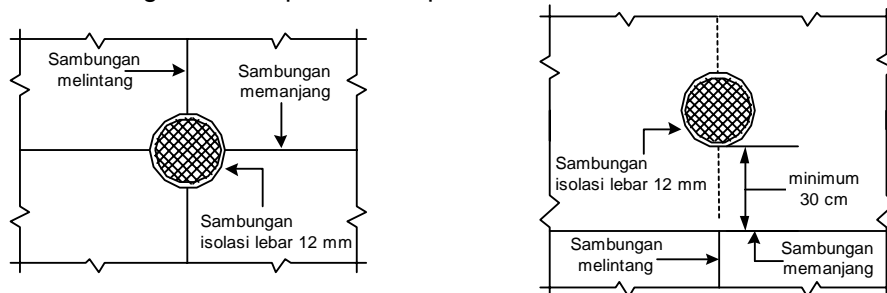 Sambungan
melintang
Sambungan
memanjang
Sambungan
isolasi lebar 12 mm
Sambungan
isolasi lebar 12 mm
minimum
30 cm
Sambungan
melintang
Sambungan
memanjang